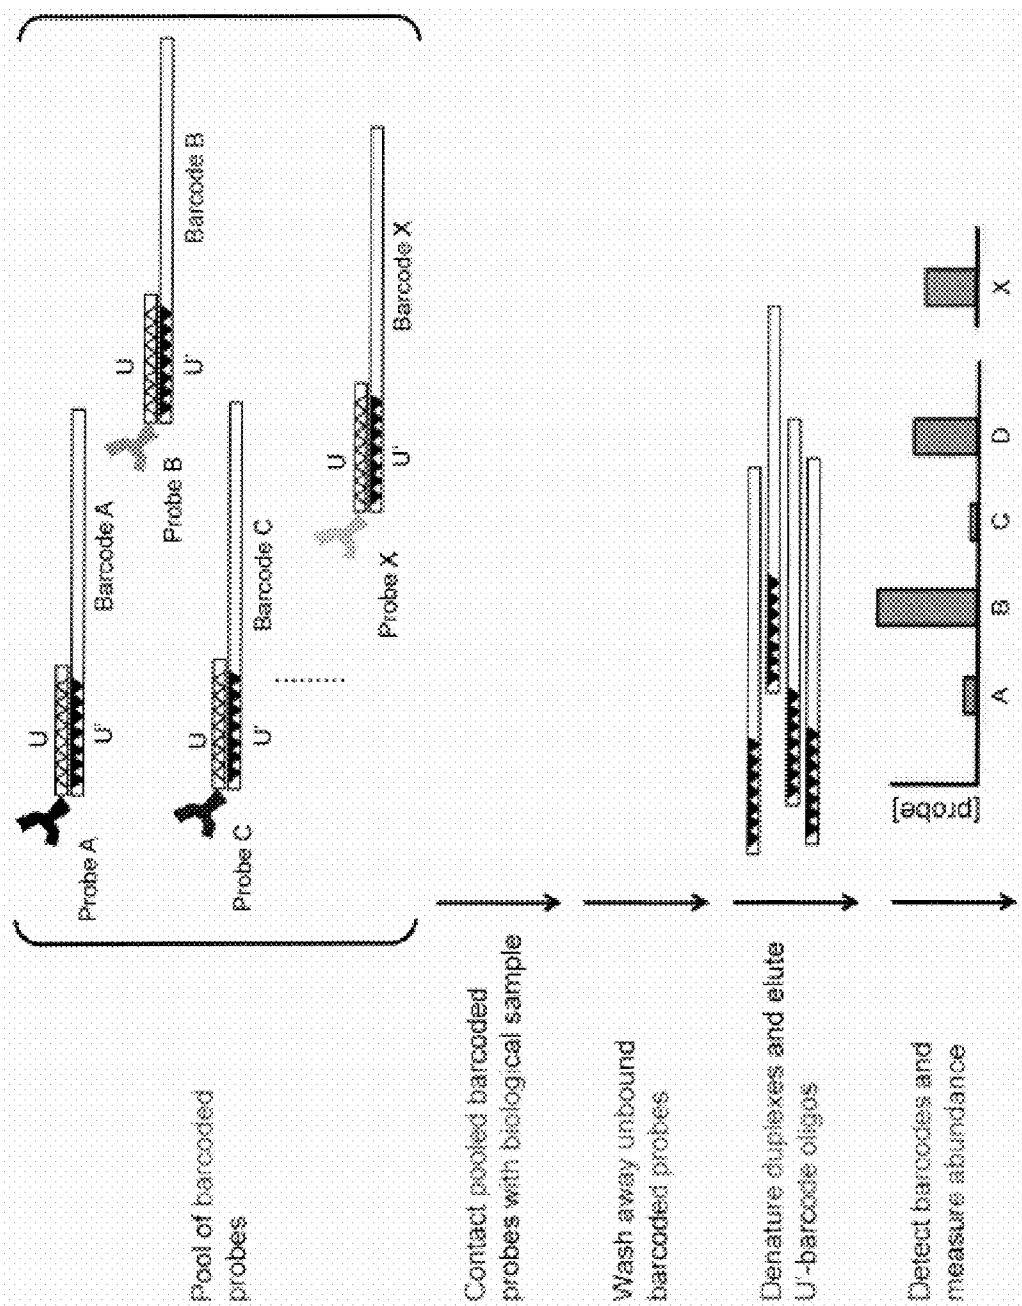 Pool of barcoded
probes
Probe A
U
U'
Barcode A
Probe B
U
U'
Barcode B
Probe C
U
U'
Barcode C
Probe X
U
U'
Barcode X
Contact pooled barcoded
probes with biological sample
Wash away unbound
barcoded probes
Denature duplexes and elute
U'-barcode oligos
Detect barcodes and
measure abundance
[probe]
A
B
C
D
X